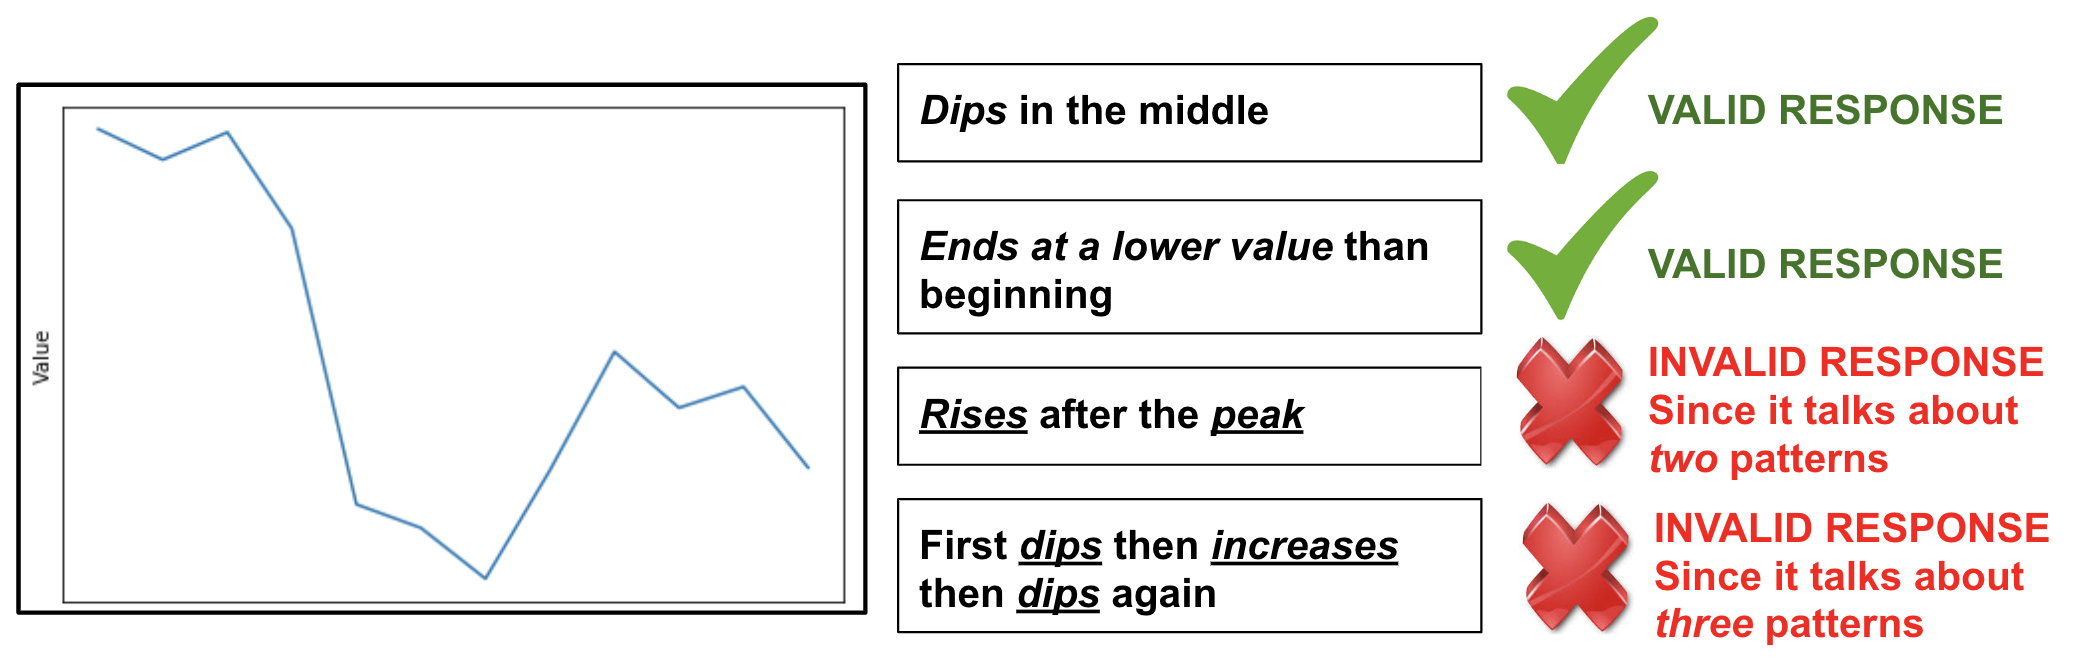 Value
Dips in the middle
VALID RESPONSE
Ends at a lower value than
beginning
VALID RESPONSE
Rises after the peak
INVALID RESPONSE
Since it talks about
two patterns
First dips then increases
then dips again
INVALID RESPONSE
Since it talks about
three patterns